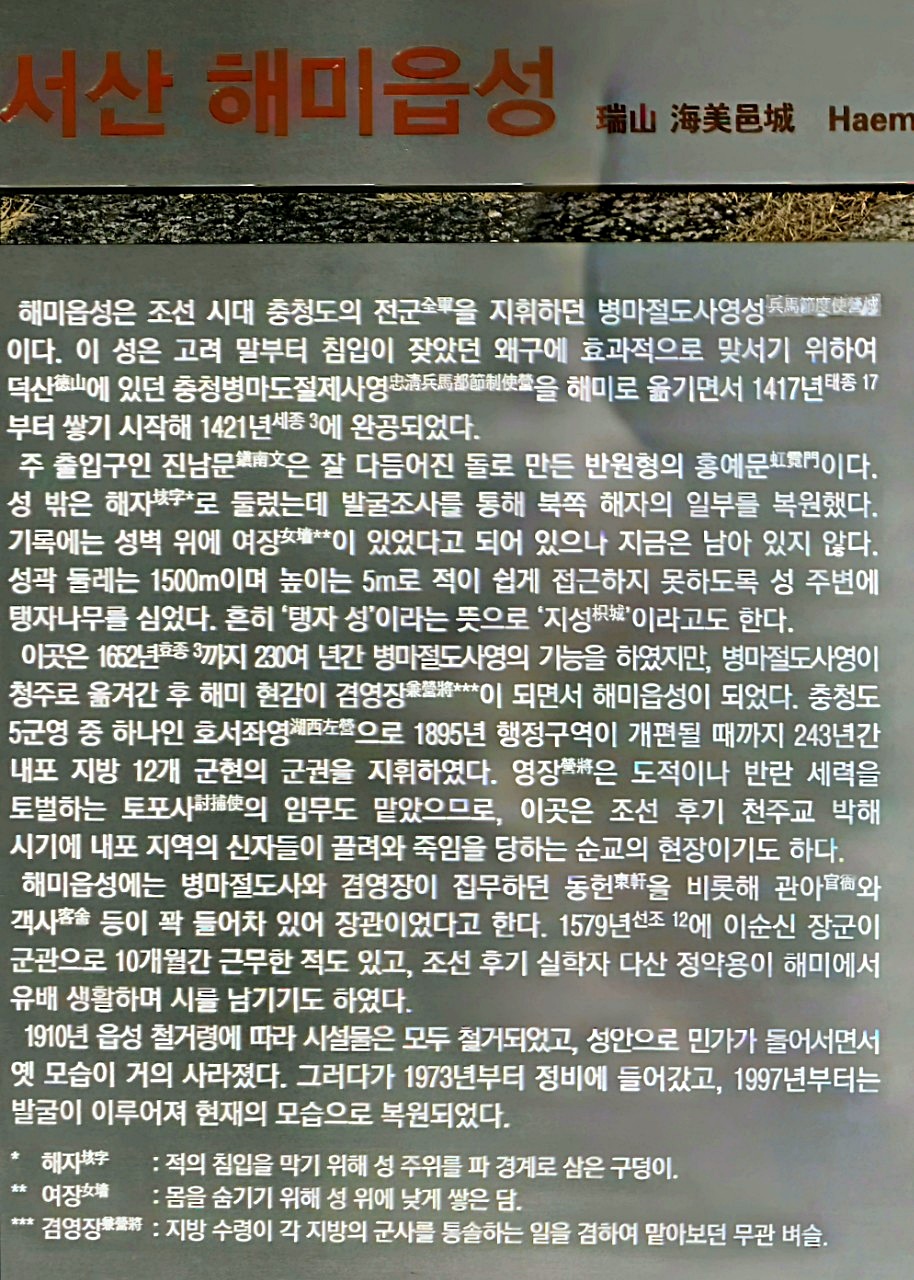 서산 해미읍성 瑞山 海美邑城 Haem
해미읍성은 조선 시대 충청도의 전군全軍을 지휘하던 병마절도사영성兵馬節度使營城
이다. 이 성은 고려 말부터 침입이 잦았던 왜구에 효과적으로 맞서기 위하여
덕산德山에 있던 충청병마도절제사영忠淸兵馬都節制使營을 해미로 옮기면서 1417년태종 17
부터 쌓기 시작해 1421년세종 3에 완공되었다.
주 출입구인 진남문鎭南文은 잘 다듬어진 돌로 만든 반원형의 홍예문虹霓門이다.
성 밖은 해자垓字*로 둘렀는데 발굴조사를 통해 북쪽 해자의 일부를 복원했다.
기록에는 성벽 위에 여장女墻**이 있었다고 되어 있으나 지금은 남아 있지 않다.
성곽 둘레는 1500m이며 높이는 5m로 적이 쉽게 접근하지 못하도록 성 주변에
탱자나무를 심었다. 흔히 ‘탱자 성’이라는 뜻으로 ‘지성枳城’이라고도 한다.
이곳은 1652년효종 3까지 230여 년간 병마절도사영의 기능을 하였지만, 병마절도사영이
청주로 옮겨간 후 해미 현감이 겸영장兼營將***이 되면서 해미읍성이 되었다. 충청도
5군영 중 하나인 호서좌영湖西左營으로 1895년 행정구역이 개편될 때까지 243년간
내포 지방 12개 군현의 군권을 지휘하였다. 영장營將은 도적이나 반란 세력을
토벌하는 토포사討捕使의 임무도 맡았으므로, 이곳은 조선 후기 천주교 박해
시기에 내포 지역의 신자들이 끌려와 죽임을 당하는 순교의 현장이기도 하다.
해미읍성에는 병마절도사와 겸영장이 집무하던 동헌東軒을 비롯해 관아官衙와
객사客舍 등이 꽉 들어차 있어 장관이었다고 한다. 1579년선조 12에 이순신 장군이
군관으로 10개월간 근무한 적도 있고, 조선 후기 실학자 다산 정약용이 해미에서
유배 생활하며 시를 남기기도 하였다.
1910년 읍성 철거령에 따라 시설물은 모두 철거되었고, 성안으로 민가가 들어서면서
옛 모습이 거의 사라졌다. 그러다가 1973년부터 정비에 들어갔고, 1997년부터는
발굴이 이루어져 현재의 모습으로 복원되었다.
* 해자垓字 : 적의 침입을 막기 위해 성 주위를 파 경계로 삼은 구덩이.
** 여장女墻 : 몸을 숨기기 위해 성 위에 낮게 쌓은 담.
*** 겸영장兼營將 : 지방 수령이 각 지방의 군사를 통솔하는 일을 겸하여 맡아보던 무관 벼슬.